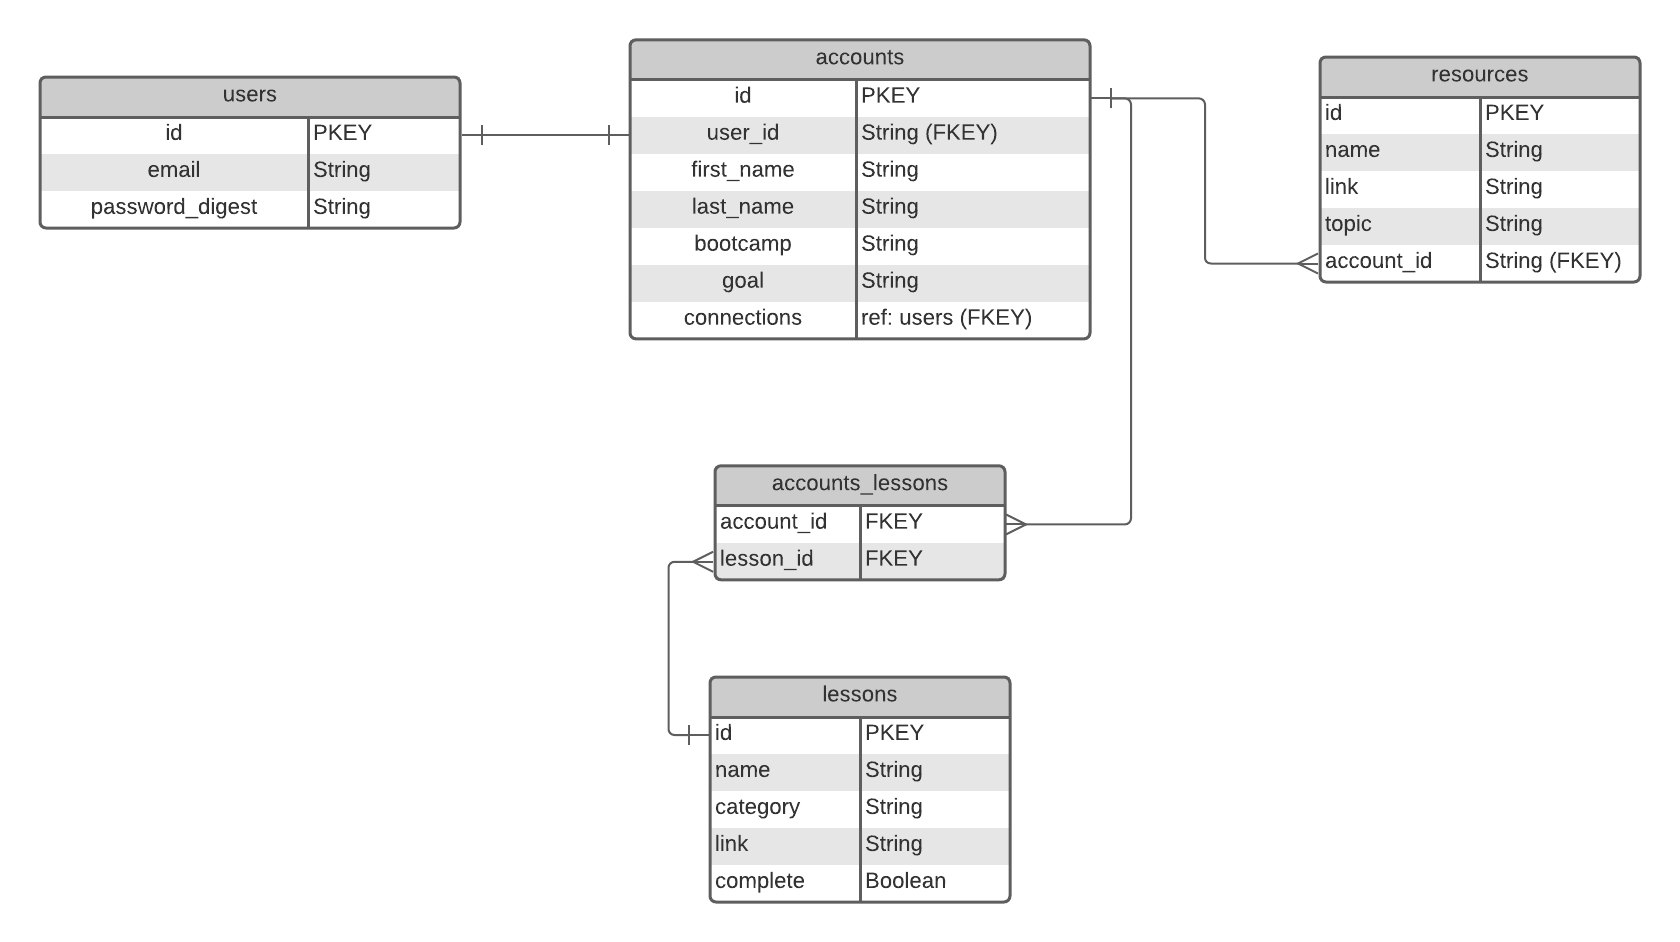 users
id PKEY
email String
password_digest String
accounts
id PKEY
user_id String (FKEY)
first_name String
last_name String
bootcamp String
goal String
connections ref: users (FKEY)
resources
id PKEY
name String
link String
topic String
account_id String (FKEY)
accounts_lessons
account_id FKEY
lesson_id FKEY
lessons
id PKEY
name String
category String
link String
complete Boolean